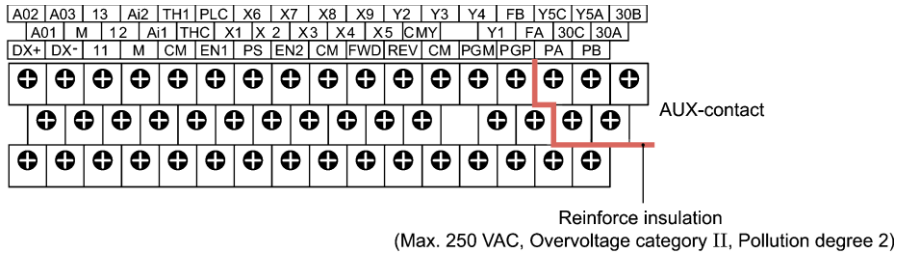 A02 A03 13 Ai2 TH1 PLC X6 X7 X8 X9 Y2 Y3 Y4 FB Y5C Y5A 30B
A01 M 12 Ai1 THC X1 X 2 X3 X4 X5 CMY Y1 FA 30C 30A
DX+ DX- 11 M CM EN1 PS EN2 CM FWD REV CM PGM PGP PA PB
AUX-contact
Reinforce insulation
(Max. 250 VAC, Overvoltage category II, Pollution degree 2)